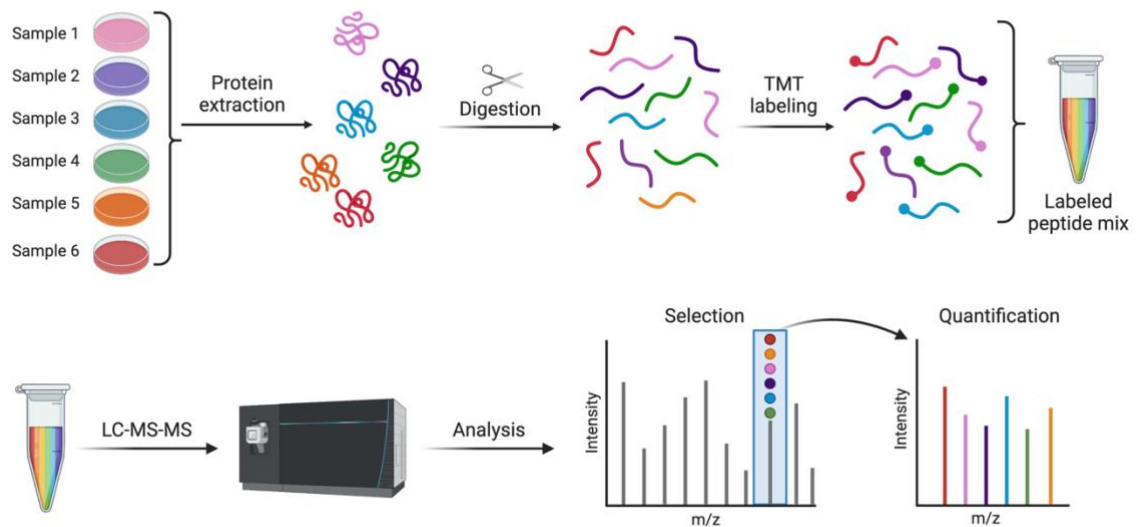 Sample 1
Sample 2
Sample 3
Sample 4
Sample 5
Sample 6
Protein
extraction
Digestion
TMT
labeling
Labeled
peptide mix
LC-MS-MS
Analysis
Selection
Intensity
m/z
Quantification
Intensity
m/z